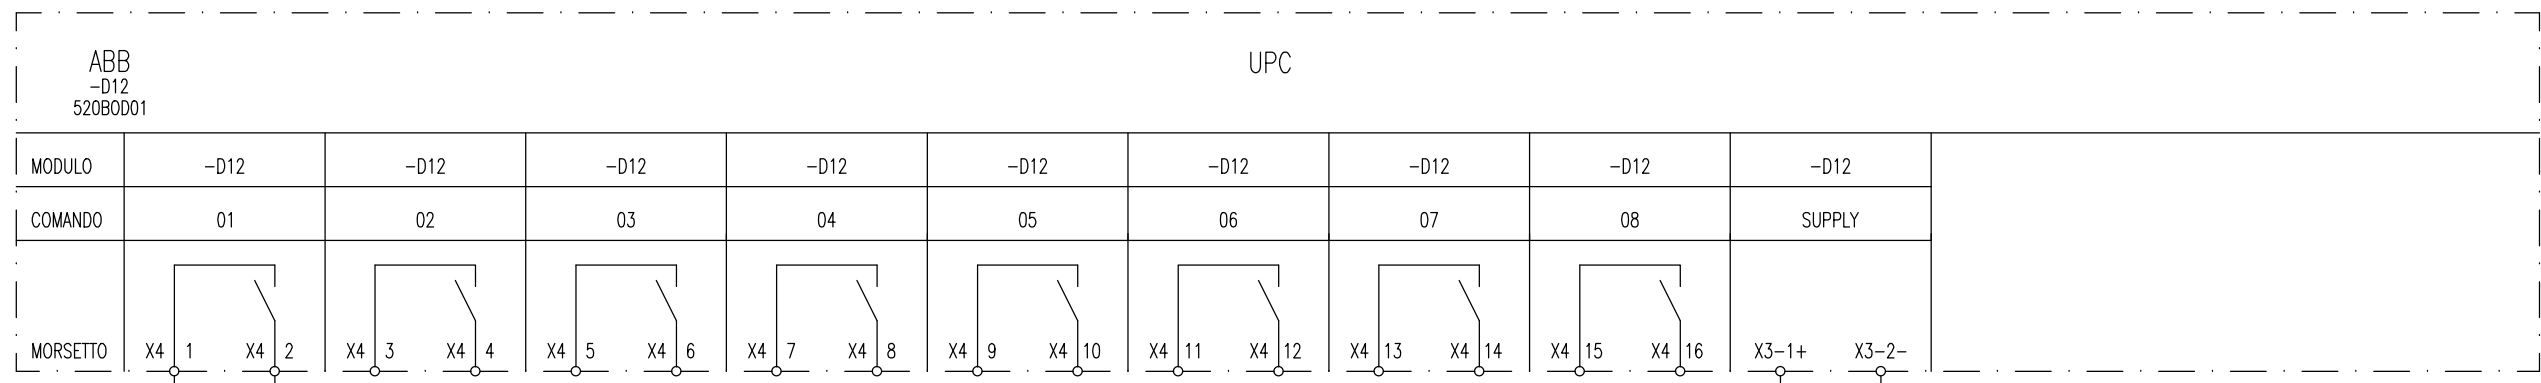 ABB
UPC
-D12
520BOD01
MODULO -D12 -D12 -D12 -D12 -D12 -D12 -D12 -D12 -D12
COMANDO 01 02 03 04 05 06 07 08 SUPPLY
MORSETTO X4 1 X4 2 X4 3 X4 4 X4 5 X4 6 X4 7 X4 8 X4 9 X4 10 X4 11 X4 12 X4 13 X4 14 X4 15 X4 16 X3-1+ X3-2-